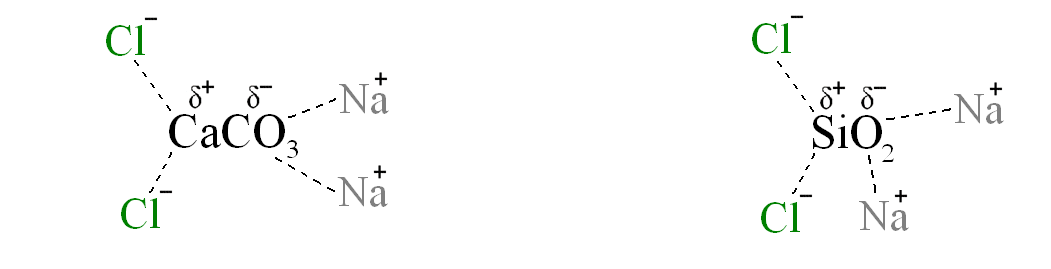 Cl⁻
δ⁺ δ⁻
CaCO₃
Na⁺
Na⁺
Cl⁻
Cl⁻
δ⁺ δ⁻
SiO₂
Na⁺
Cl⁻
Na⁺